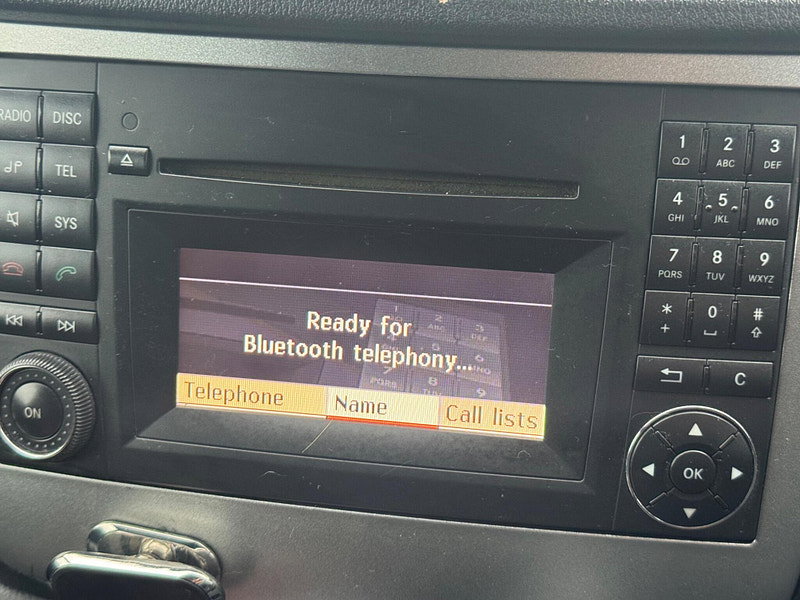 RADIO
DISC
TEL
SYS
ON
Ready for
Bluetooth telephony...
Telephone Name Call lists
1 2 3
ABC DEF
4 5 6
GHI JKL MNO
7 8 9
PQRS TUV WXYZ
* 0 #
+
C
OK